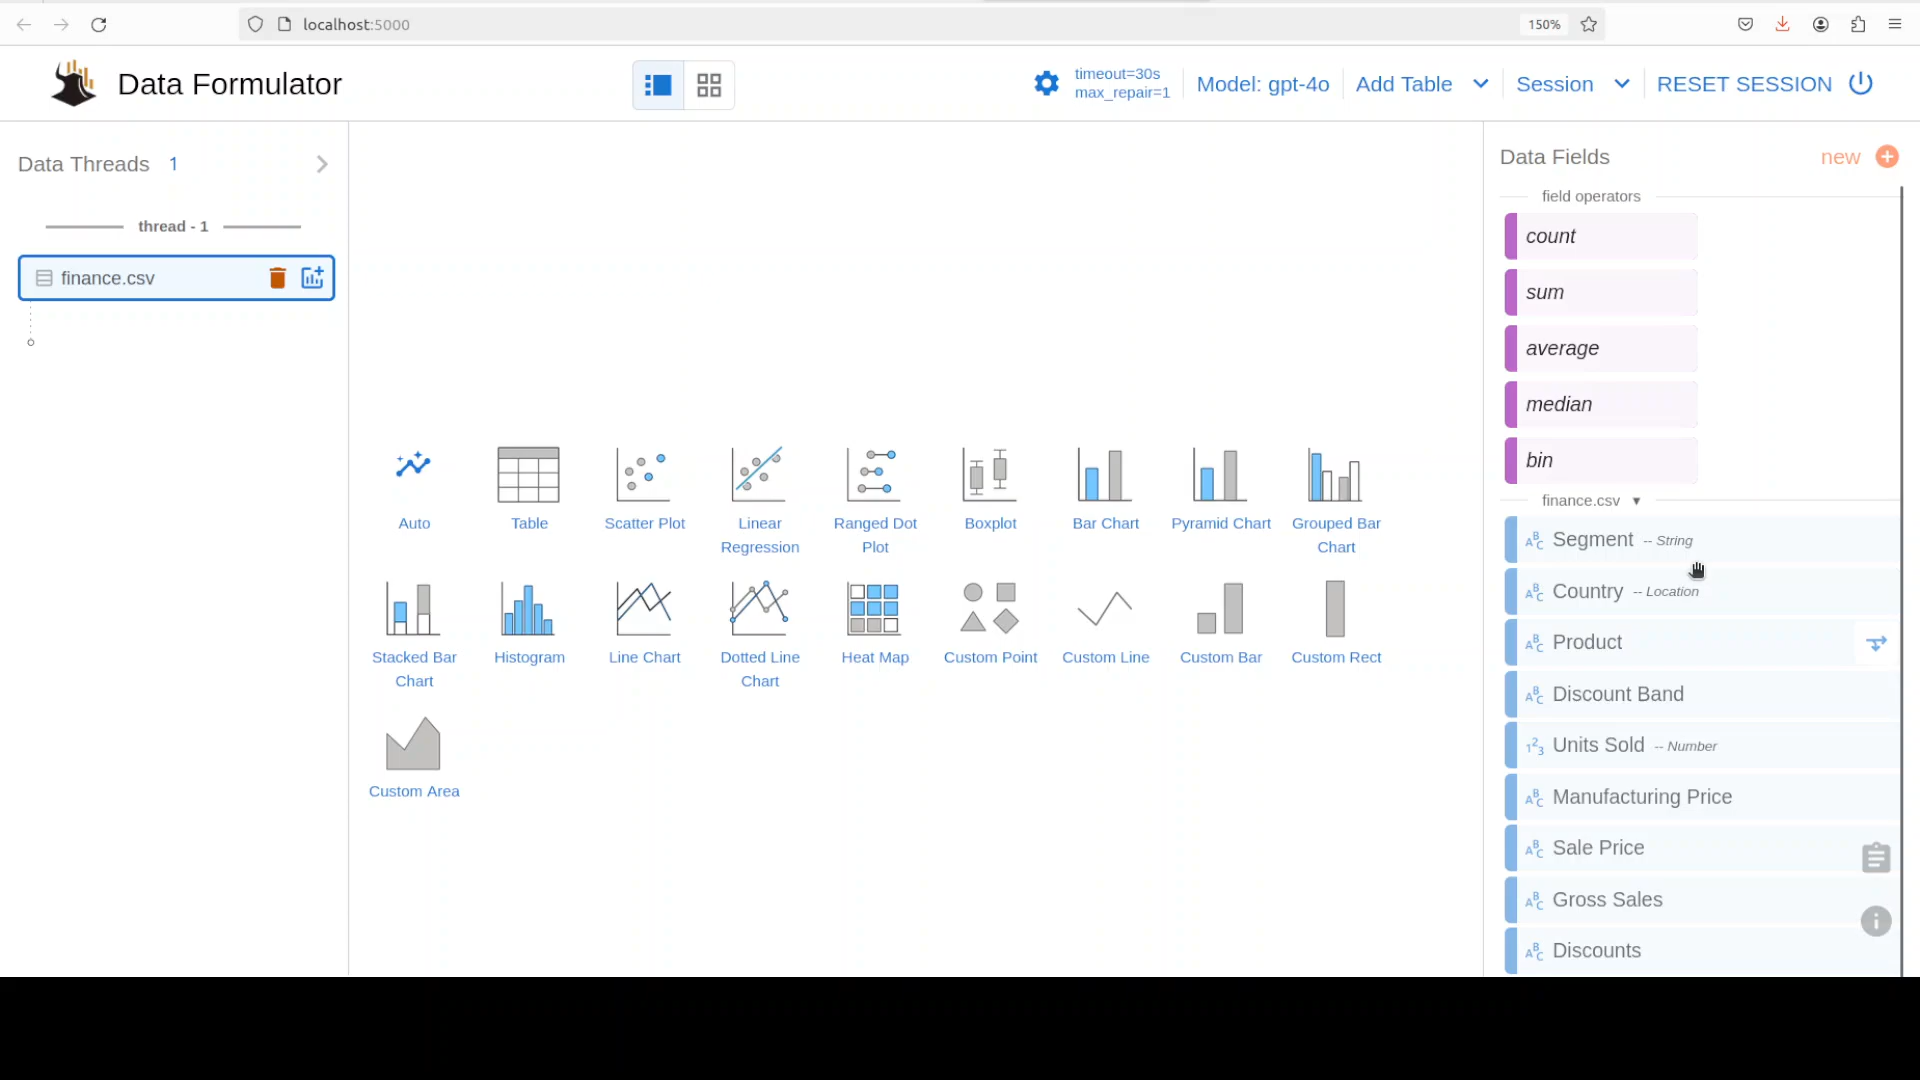 localhost:5000
150%
Data Formulator
timeout=30s
max_repair=1
Model: gpt-4o
Add Table
Session
RESET SESSION
Data Threads 1
thread - 1
finance.csv
Auto
Table
Scatter Plot
Linear
Regression
Ranged Dot
Plot
Boxplot
Bar Chart
Pyramid Chart
Grouped Bar
Chart
Stacked Bar
Chart
Histogram
Line Chart
Dotted Line
Chart
Heat Map
Custom Point
Custom Line
Custom Bar
Custom Rect
Custom Area
Data Fields
new
field operators
count
sum
average
median
bin
finance.csv
Segment -- String
Country -- Location
Product
Discount Band
Units Sold -- Number
Manufacturing Price
Sale Price
Gross Sales
Discounts